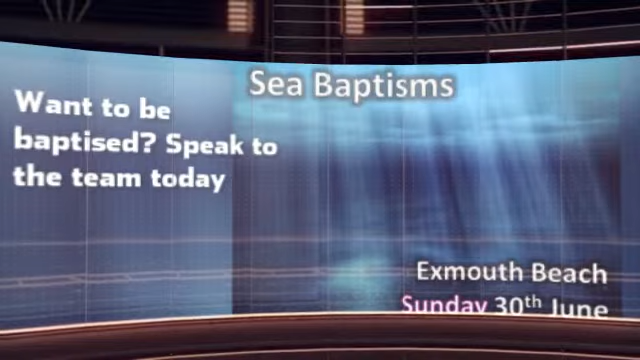 Sea Baptisms
Want to be
baptised? Speak to
the team today
Exmouth Beach
Sunday 30th June